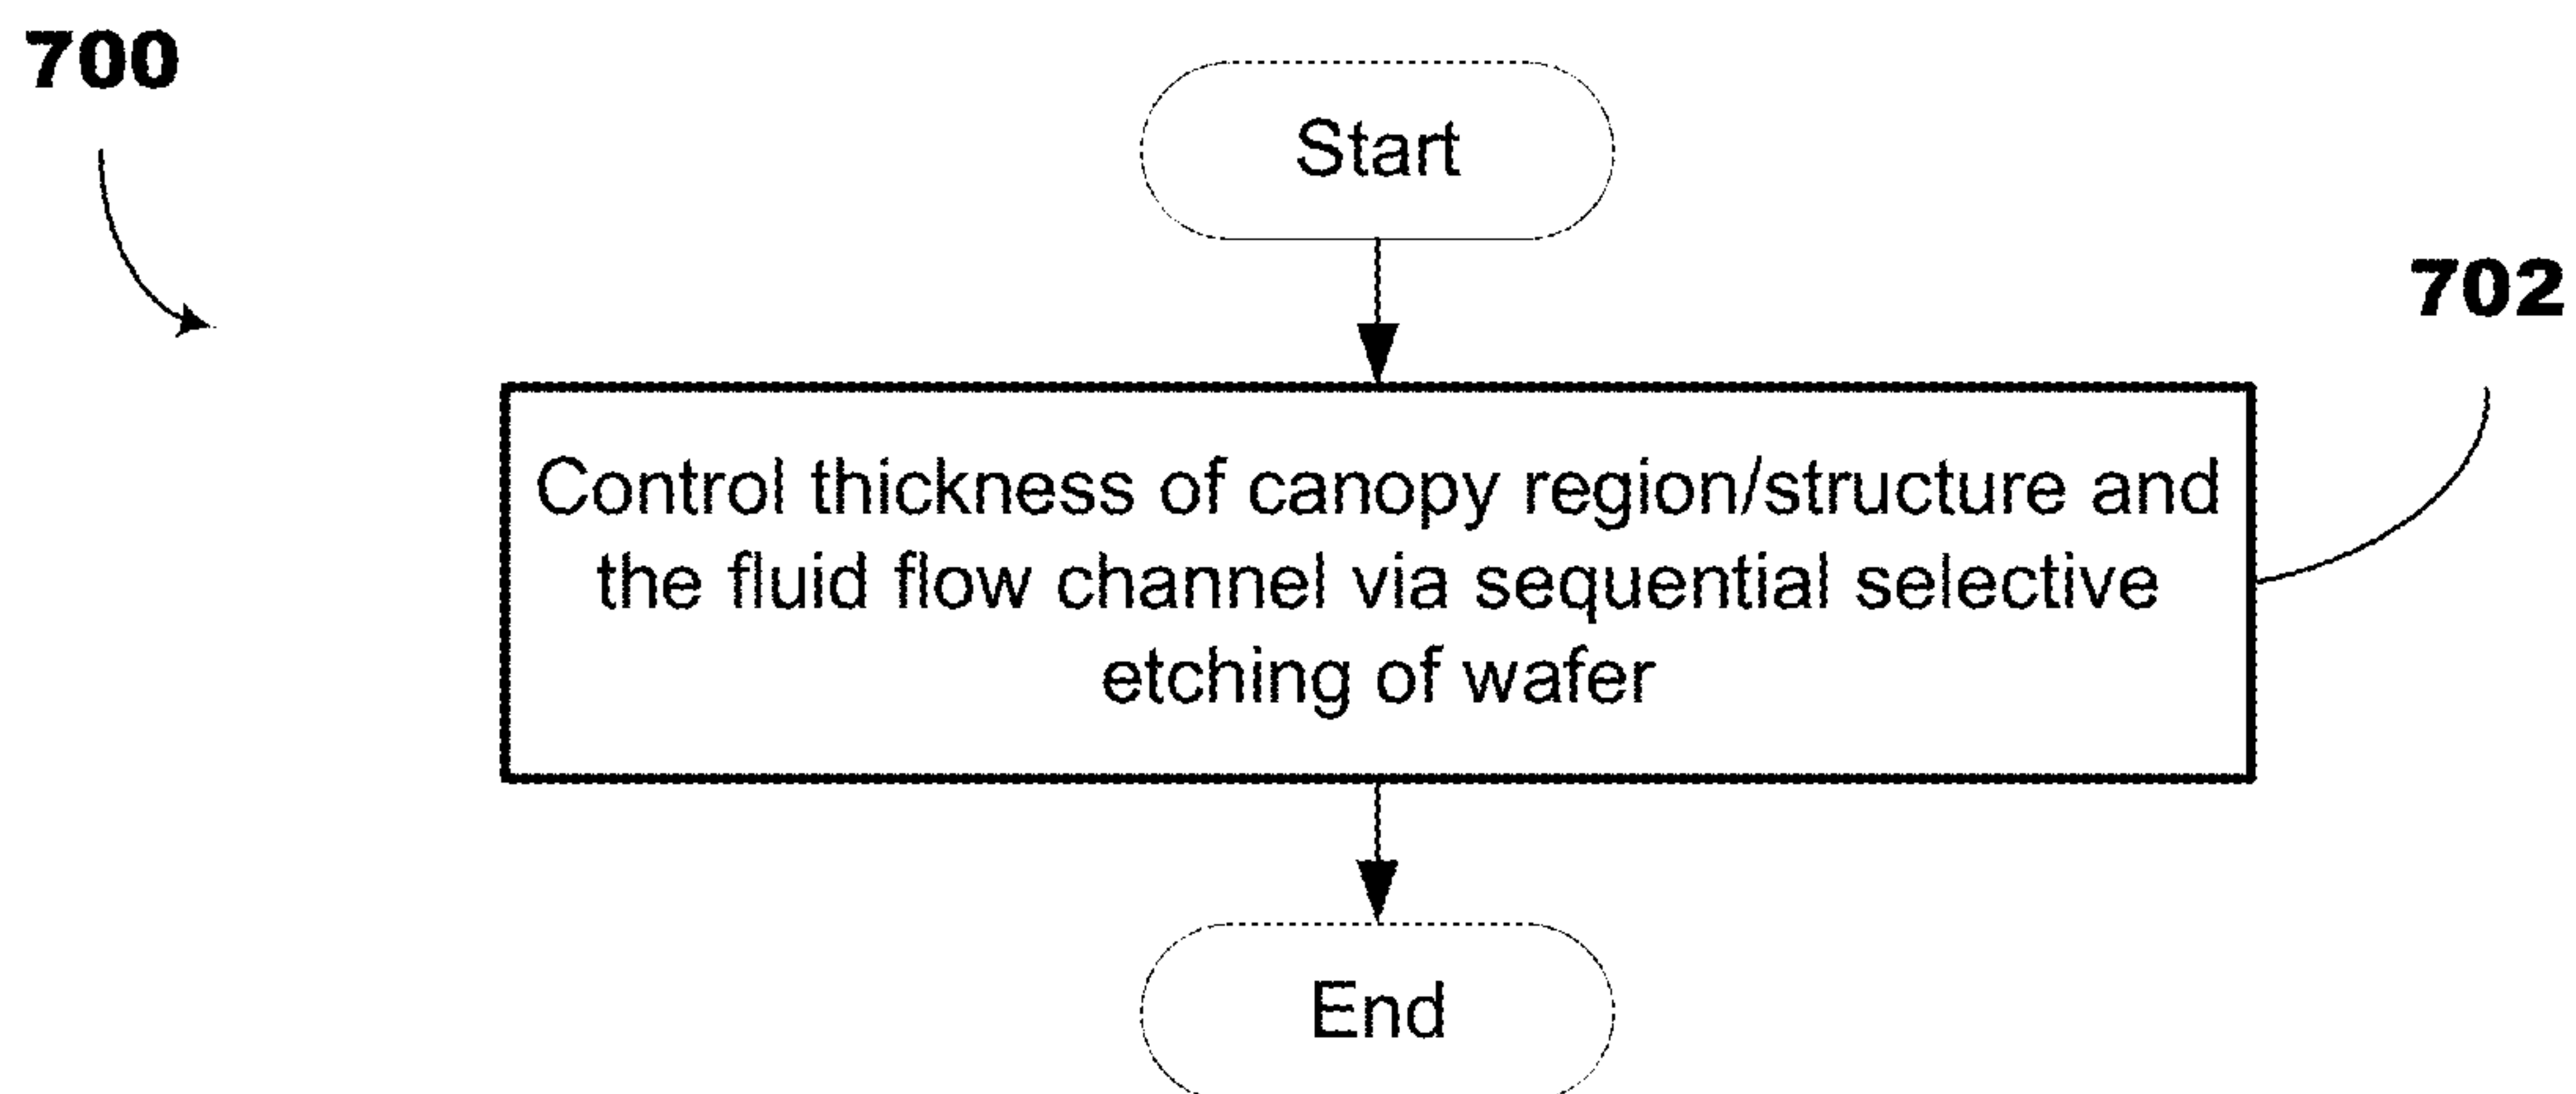 700
Start
702
Control thickness of canopy region/structure and
the fluid flow channel via sequential selective
etching of wafer
End